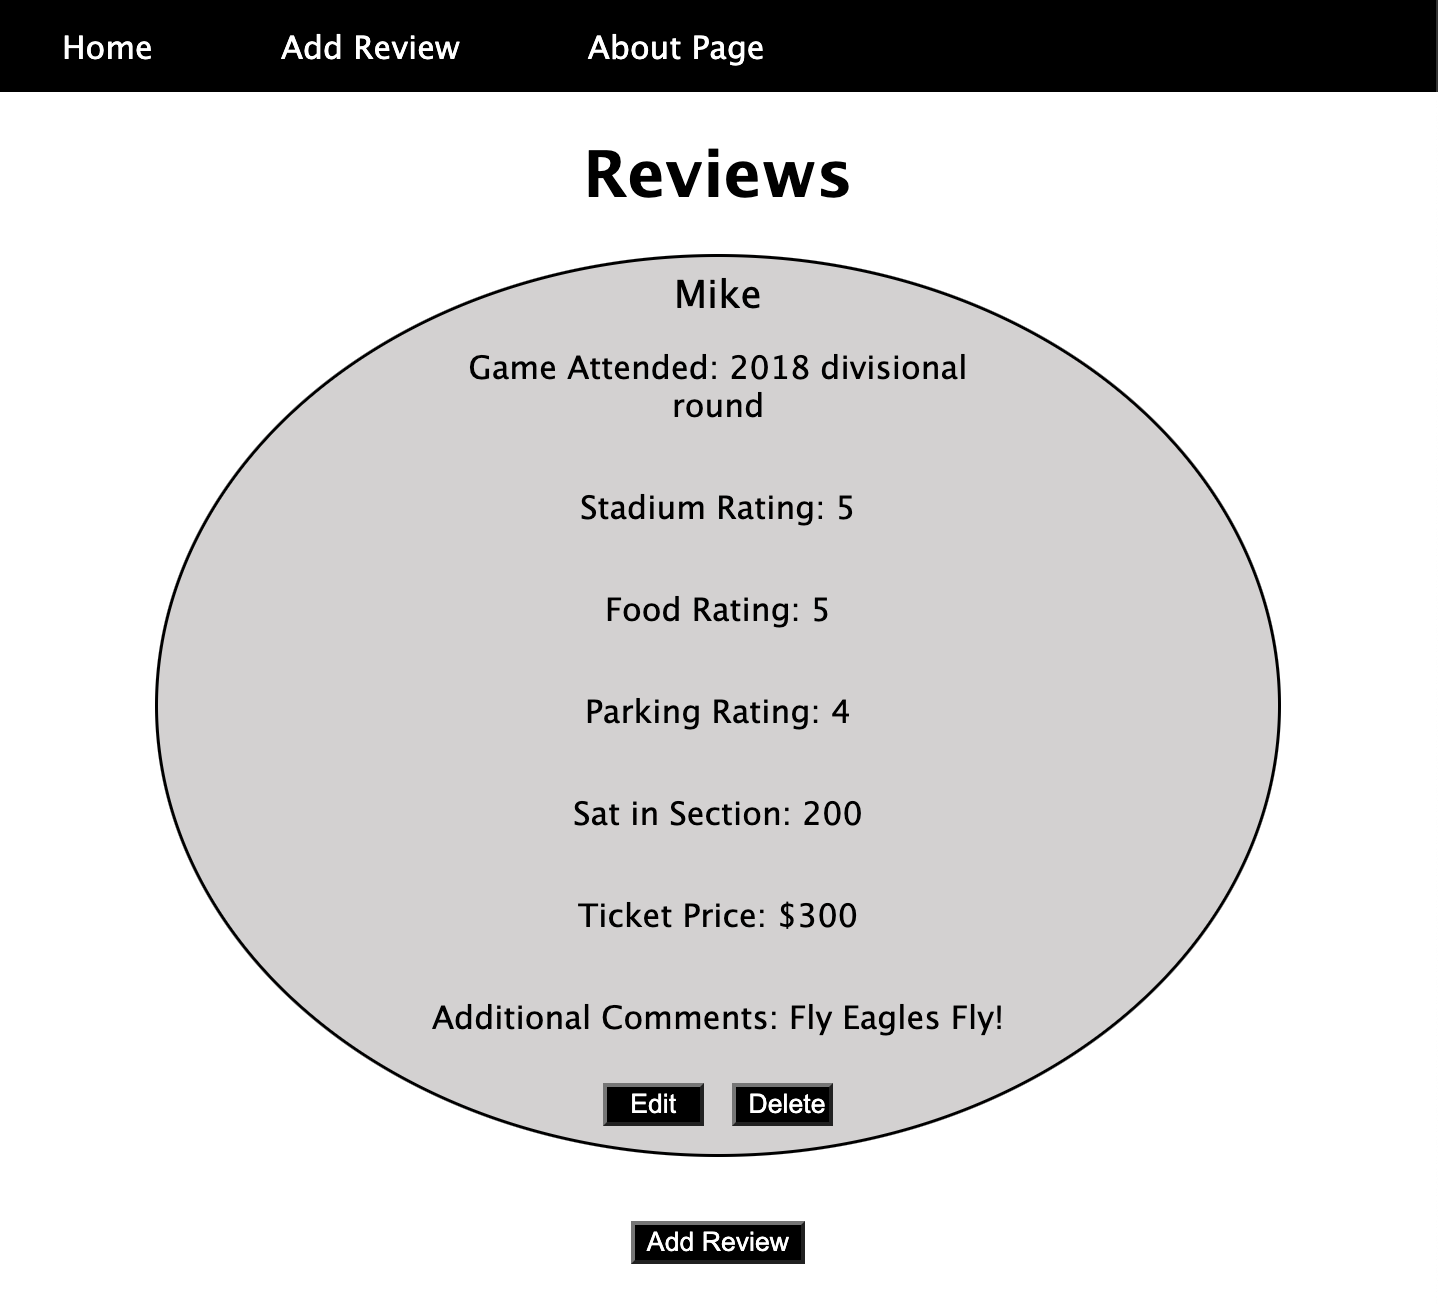 Home Add Review About Page
Reviews
Mike
Game Attended: 2018 divisional
round
Stadium Rating: 5
Food Rating: 5
Parking Rating: 4
Sat in Section: 200
Ticket Price: $300
Additional Comments: Fly Eagles Fly!
Edit Delete
Add Review